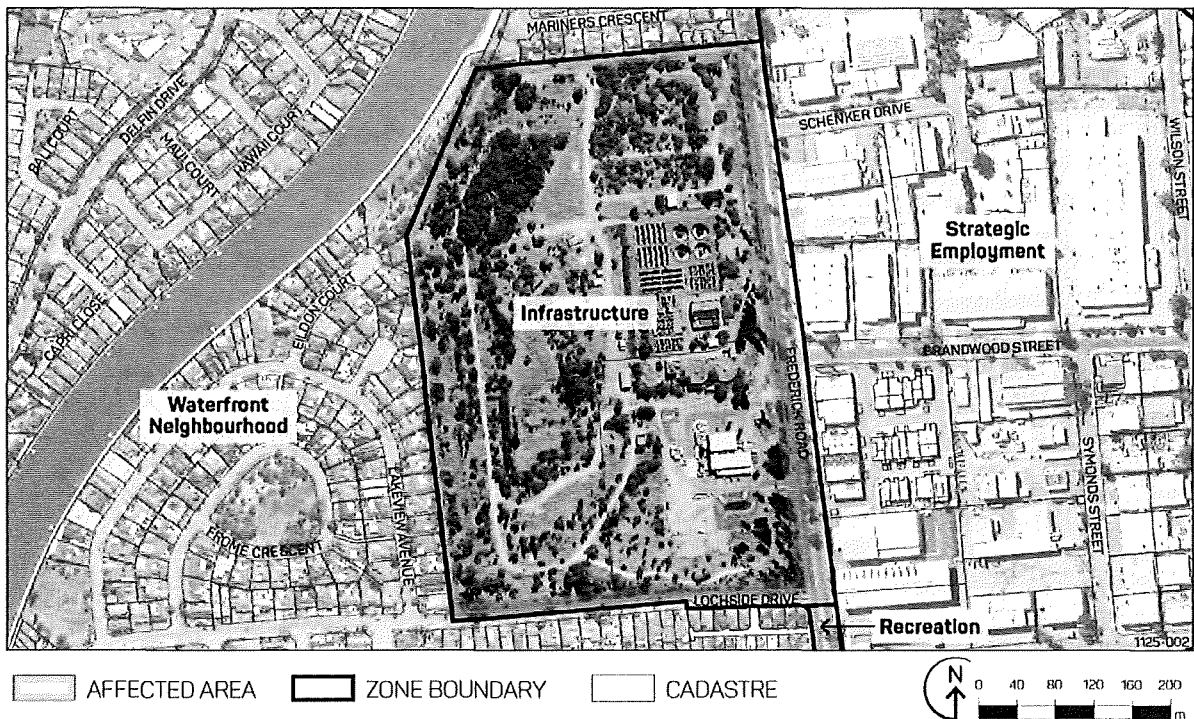 MARINERS CRESCENT
BALI COURT
DELFIN DRIVE
MAUI COURT
HAWAII COURT
SCHENKER DRIVE
WILSON STREET
Strategic
Employment
CAPRI CLOSE
ELDON COURT
Infrastructure
FREDERICK ROAD
BRANDWOOD STREET
Waterfront
Neighbourhood
LAKEVIEW AVENUE
SYMONDS STREET
FROME CRESCENT
LOCHSIDE DRIVE
Recreation
1125-002
AFFECTED AREA
ZONE BOUNDARY
CADASTRE
N
0 40 80 120 160 200
m